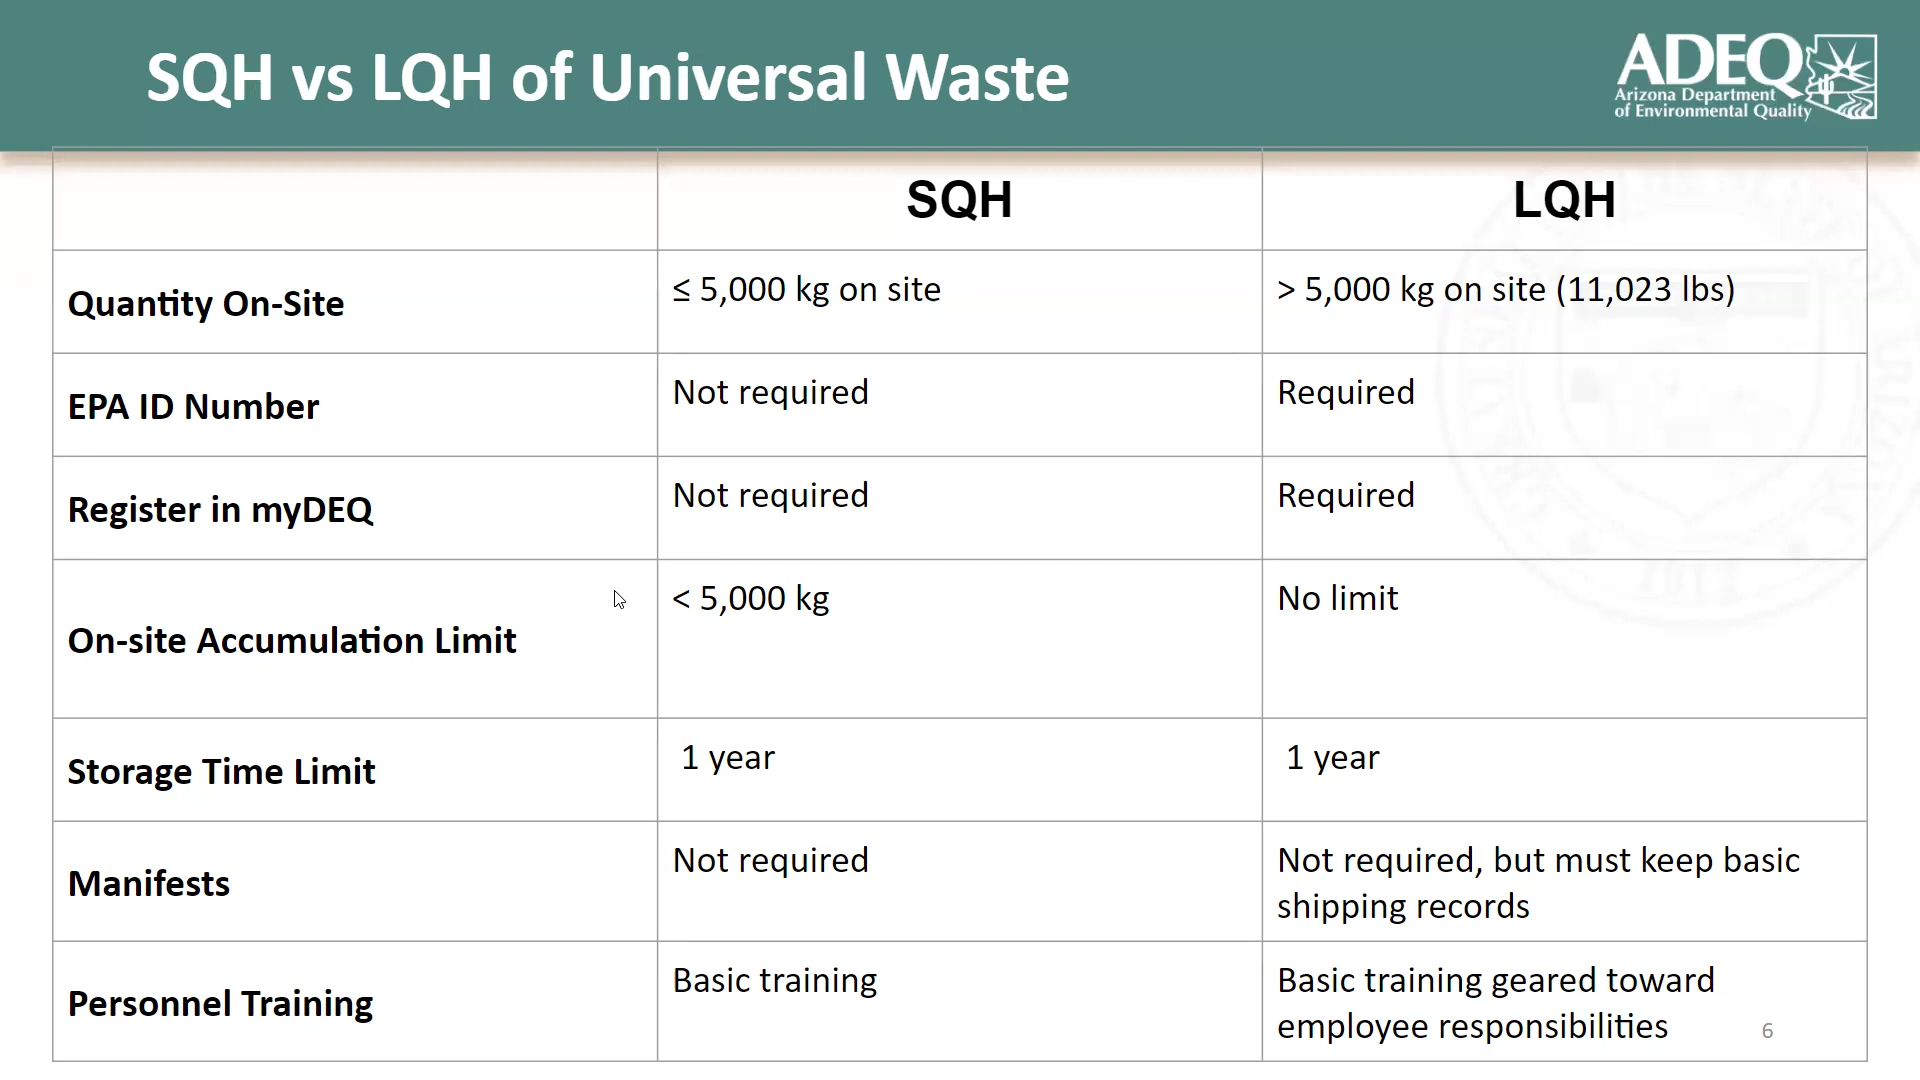 SQH vs LQH of Universal Waste
ADEQ
Arizona Department
of Environmental Quality
SQH
LQH
Quantity On-Site
≤ 5,000 kg on site
> 5,000 kg on site (11,023 lbs)
EPA ID Number
Not required
Required
Register in myDEQ
Not required
Required
On-site Accumulation Limit
< 5,000 kg
No limit
Storage Time Limit
1 year
1 year
Manifests
Not required
Not required, but must keep basic
shipping records
Personnel Training
Basic training
Basic training geared toward
employee responsibilities
6